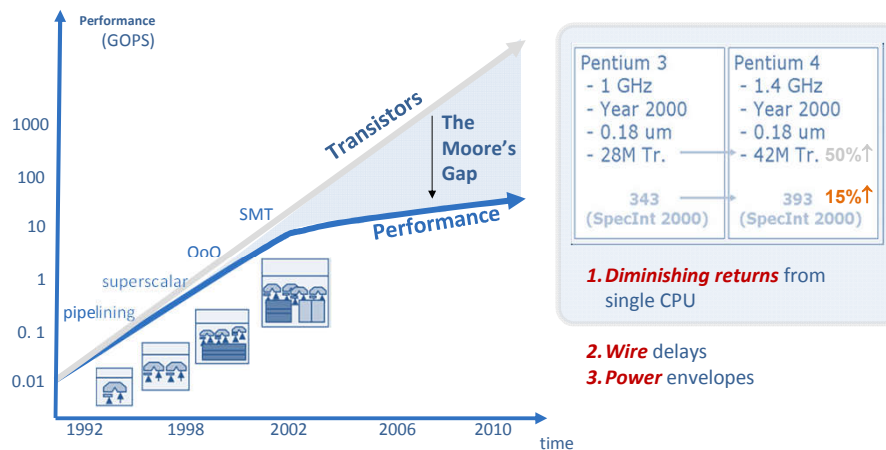 Performance
(GOPS)
1000
100
10
1
0. 1
0.01
1992
1998
2002
2006
2010
time
Transistors
The
Moore's
Gap
SMT
OoO
superscalar
pipelining
Performance
Pentium 3
- 1 GHz
- Year 2000
- 0.18 um
- 28M Tr.
343
(SpecInt 2000)
Pentium 4
- 1.4 GHz
- Year 2000
- 0.18 um
- 42M Tr. 50%↑
393 15%↑
(SpecInt 2000)
1. Diminishing returns from
single CPU
2. Wire delays
3. Power envelopes